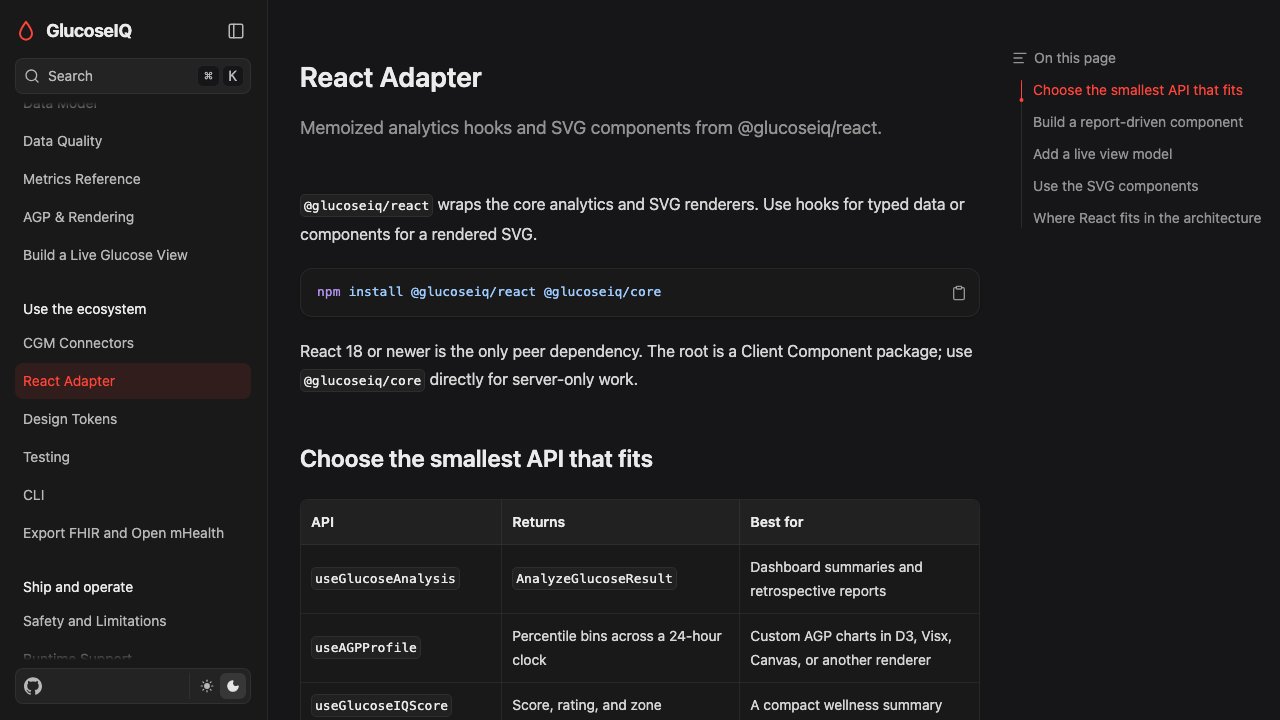 GlucoseIQ
Search
⌘ K
Data Model
Data Quality
Metrics Reference
AGP & Rendering
Build a Live Glucose View
Use the ecosystem
CGM Connectors
React Adapter
Design Tokens
Testing
CLI
Export FHIR and Open mHealth
Ship and operate
Safety and Limitations
Runtime Support
React Adapter
Memoized analytics hooks and SVG components from @glucoseiq/react.
@glucoseiq/react wraps the core analytics and SVG renderers. Use hooks for typed data or
components for a rendered SVG.
npm install @glucoseiq/react @glucoseiq/core
React 18 or newer is the only peer dependency. The root is a Client Component package; use
@glucoseiq/core directly for server-only work.
Choose the smallest API that fits
API Returns Best for
useGlucoseAnalysis AnalyzeGlucoseResult Dashboard summaries and
retrospective reports
useAGPProfile Percentile bins across a 24-hour
clock
Custom AGP charts in D3, Visx,
Canvas, or another renderer
useGlucoseIQScore Score, rating, and zone A compact wellness summary
On this page
Choose the smallest API that fits
Build a report-driven component
Add a live view model
Use the SVG components
Where React fits in the architecture